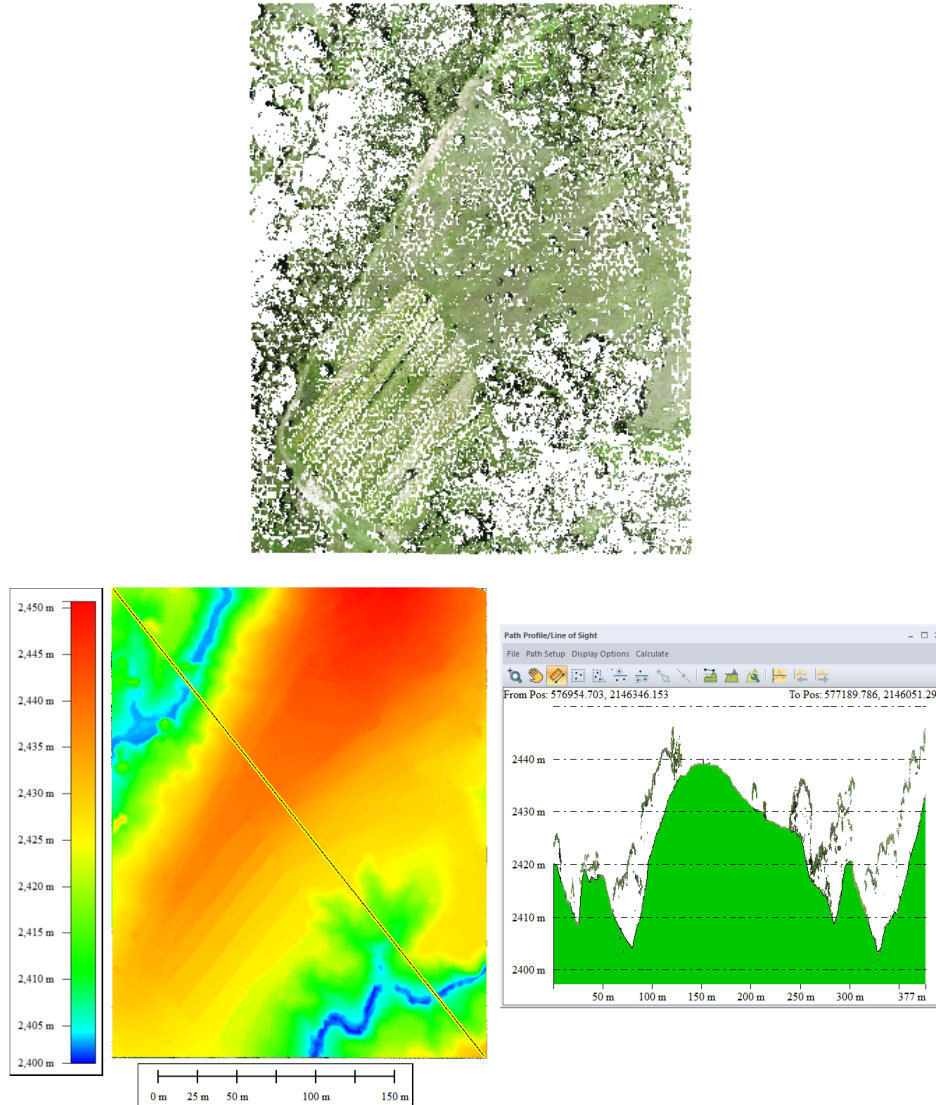 2,450 m
2,445 m
2,440 m
2,435 m
2,430 m
2,425 m
2,420 m
2,415 m
2,410 m
2,405 m
2,400 m
0 m 25 m 50 m 100 m 150 m
Path Profile/Line of Sight
File Path Setup Display Options Calculate
From Pos: 576954.703, 2146346.153 To Pos: 577189.786, 2146051.29
2440 m
2430 m
2420 m
2410 m
2400 m
50 m 100 m 150 m 200 m 250 m 300 m 377 m